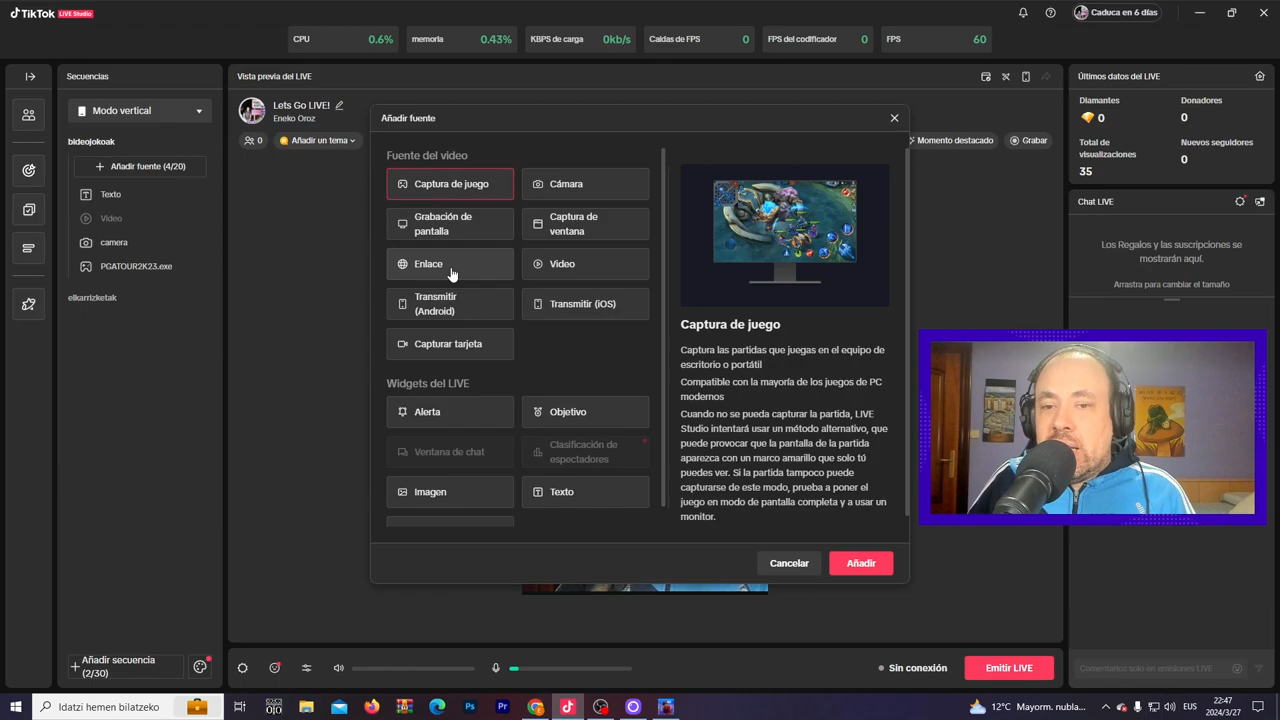 TikTok LIVE Studio
Caduca en 6 días
CPU 0.6%
memoria 0.43%
KBPS de carga 0kb/s
Caídas de FPS 0
FPS del codificador 0
FPS 60
Secuencias
Modo vertical
bideojokoak
Añadir fuente (4/20)
Texto
Video
camera
PGATOUR2K23.exe
elkarrizketak
Añadir secuencia
(2/30)
Vista previa del LIVE
Lets Go LIVE!
Eneko Oroz
0
Añadir un tema
Momento destacado
Grabar
Añadir fuente
Fuente del video
Captura de juego
Cámara
Grabación de
pantalla
Captura de
ventana
Enlace
Video
Transmitir
(Android)
Transmitir (iOS)
Capturar tarjeta
Widgets del LIVE
Alerta
Objetivo
Ventana de chat
Clasificación de
espectadores
Imagen
Texto
Captura de juego
Captura las partidas que juegas en el equipo de
escritorio o portátil
Compatible con la mayoría de los juegos de PC
modernos
Cuando no se pueda capturar la partida, LIVE
Studio intentará usar un método alternativo, que
puede provocar que la pantalla de la partida
aparezca con un marco amarillo que solo tú
puedes ver. Si la partida tampoco puede
capturarse de este modo, prueba a poner el
juego en modo de pantalla completa y a usar un
monitor.
Cancelar
Añadir
Sin conexión
Emitir LIVE
Últimos datos del LIVE
Diamantes
0
Donadores
0
Total de
visualizaciones
35
Nuevos seguidores
0
Chat LIVE
Los Regalos y las suscripciones se
mostrarán aquí.
Arrastra para cambiar el tamaño
Comentarios solo en emisiones LIVE
Idatzi hemen bilatzeko
12°C Mayorm. nubla...
EUS
22:47
2024/3/27